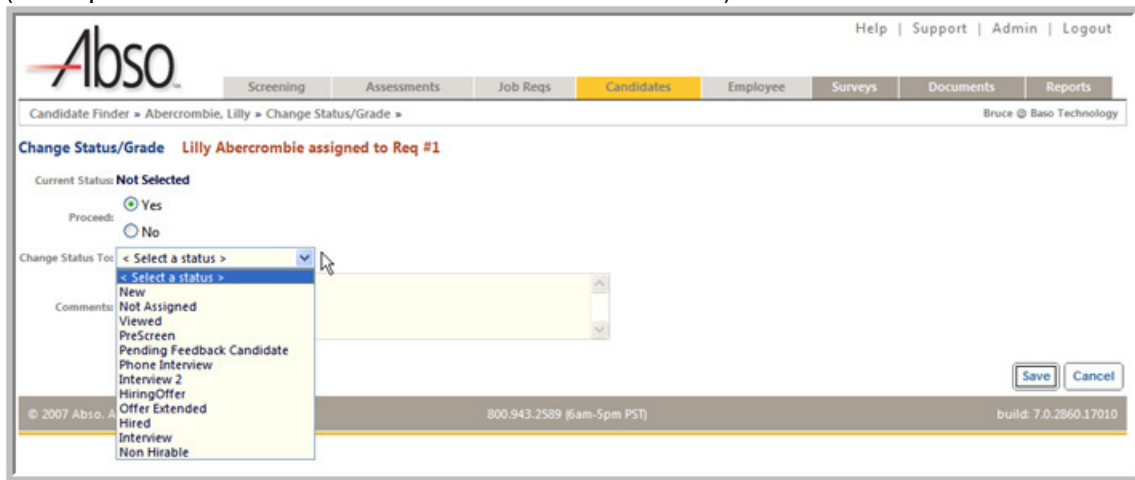 Help | Support | Admin | Logout
Abso
Screening Assessments Job Reqs Candidates Employee Surveys Documents Reports
Candidate Finder » Abercrombie, Lilly » Change Status/Grade » Bruce @ Baso Technology
Change Status/Grade Lilly Abercrombie assigned to Req #1
Current Status: Not Selected
Proceed: Yes
No
Change Status To: < Select a status >
< Select a status >
New
Comments: Not Assigned
Viewed
PreScreen
Pending Feedback Candidate
Phone Interview
Interview 2
HiringOffer
Offer Extended
Hired
Interview
Non Hirable
Save Cancel
© 2007 Abso. A 800.943.2589 (6am-5pm PST) build: 7.0.2860.17010